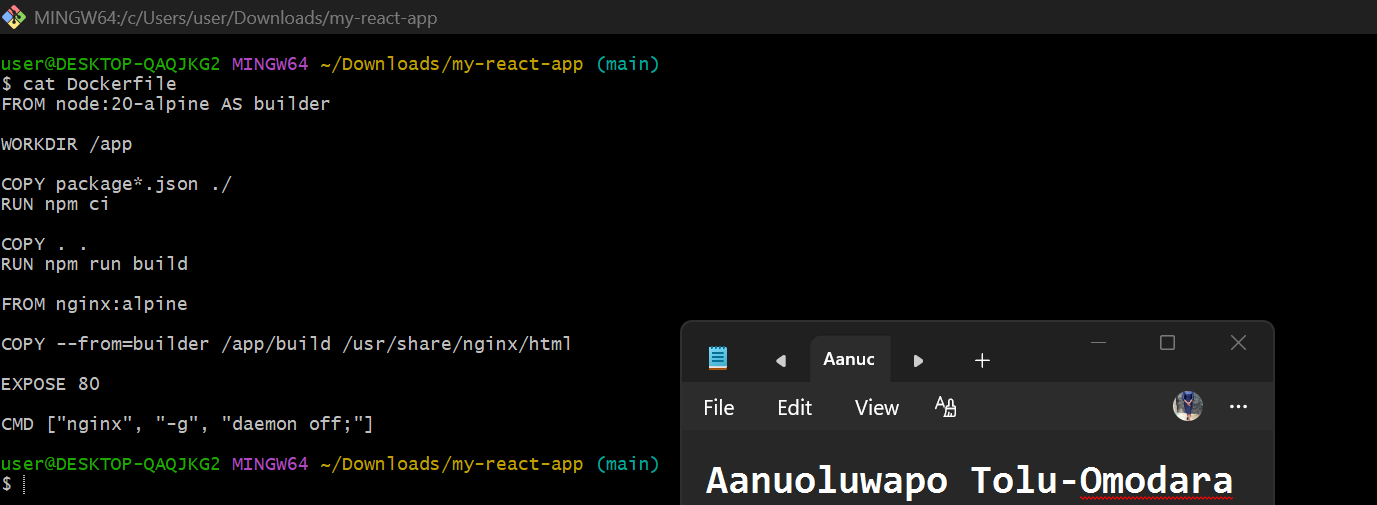 MINGW64:/c/Users/user/Downloads/my-react-app
user@DESKTOP-QAQJKG2 MINGW64 ~/Downloads/my-react-app (main)
$ cat Dockerfile
FROM node:20-alpine AS builder
WORKDIR /app
COPY package*.json ./
RUN npm ci
COPY . .
RUN npm run build
FROM nginx:alpine
COPY --from=builder /app/build /usr/share/nginx/html
EXPOSE 80
CMD ["nginx", "-g", "daemon off;"]
user@DESKTOP-QAQJKG2 MINGW64 ~/Downloads/my-react-app (main)
$
Aanuc
File Edit View
Aanuoluwapo Tolu-Omodara